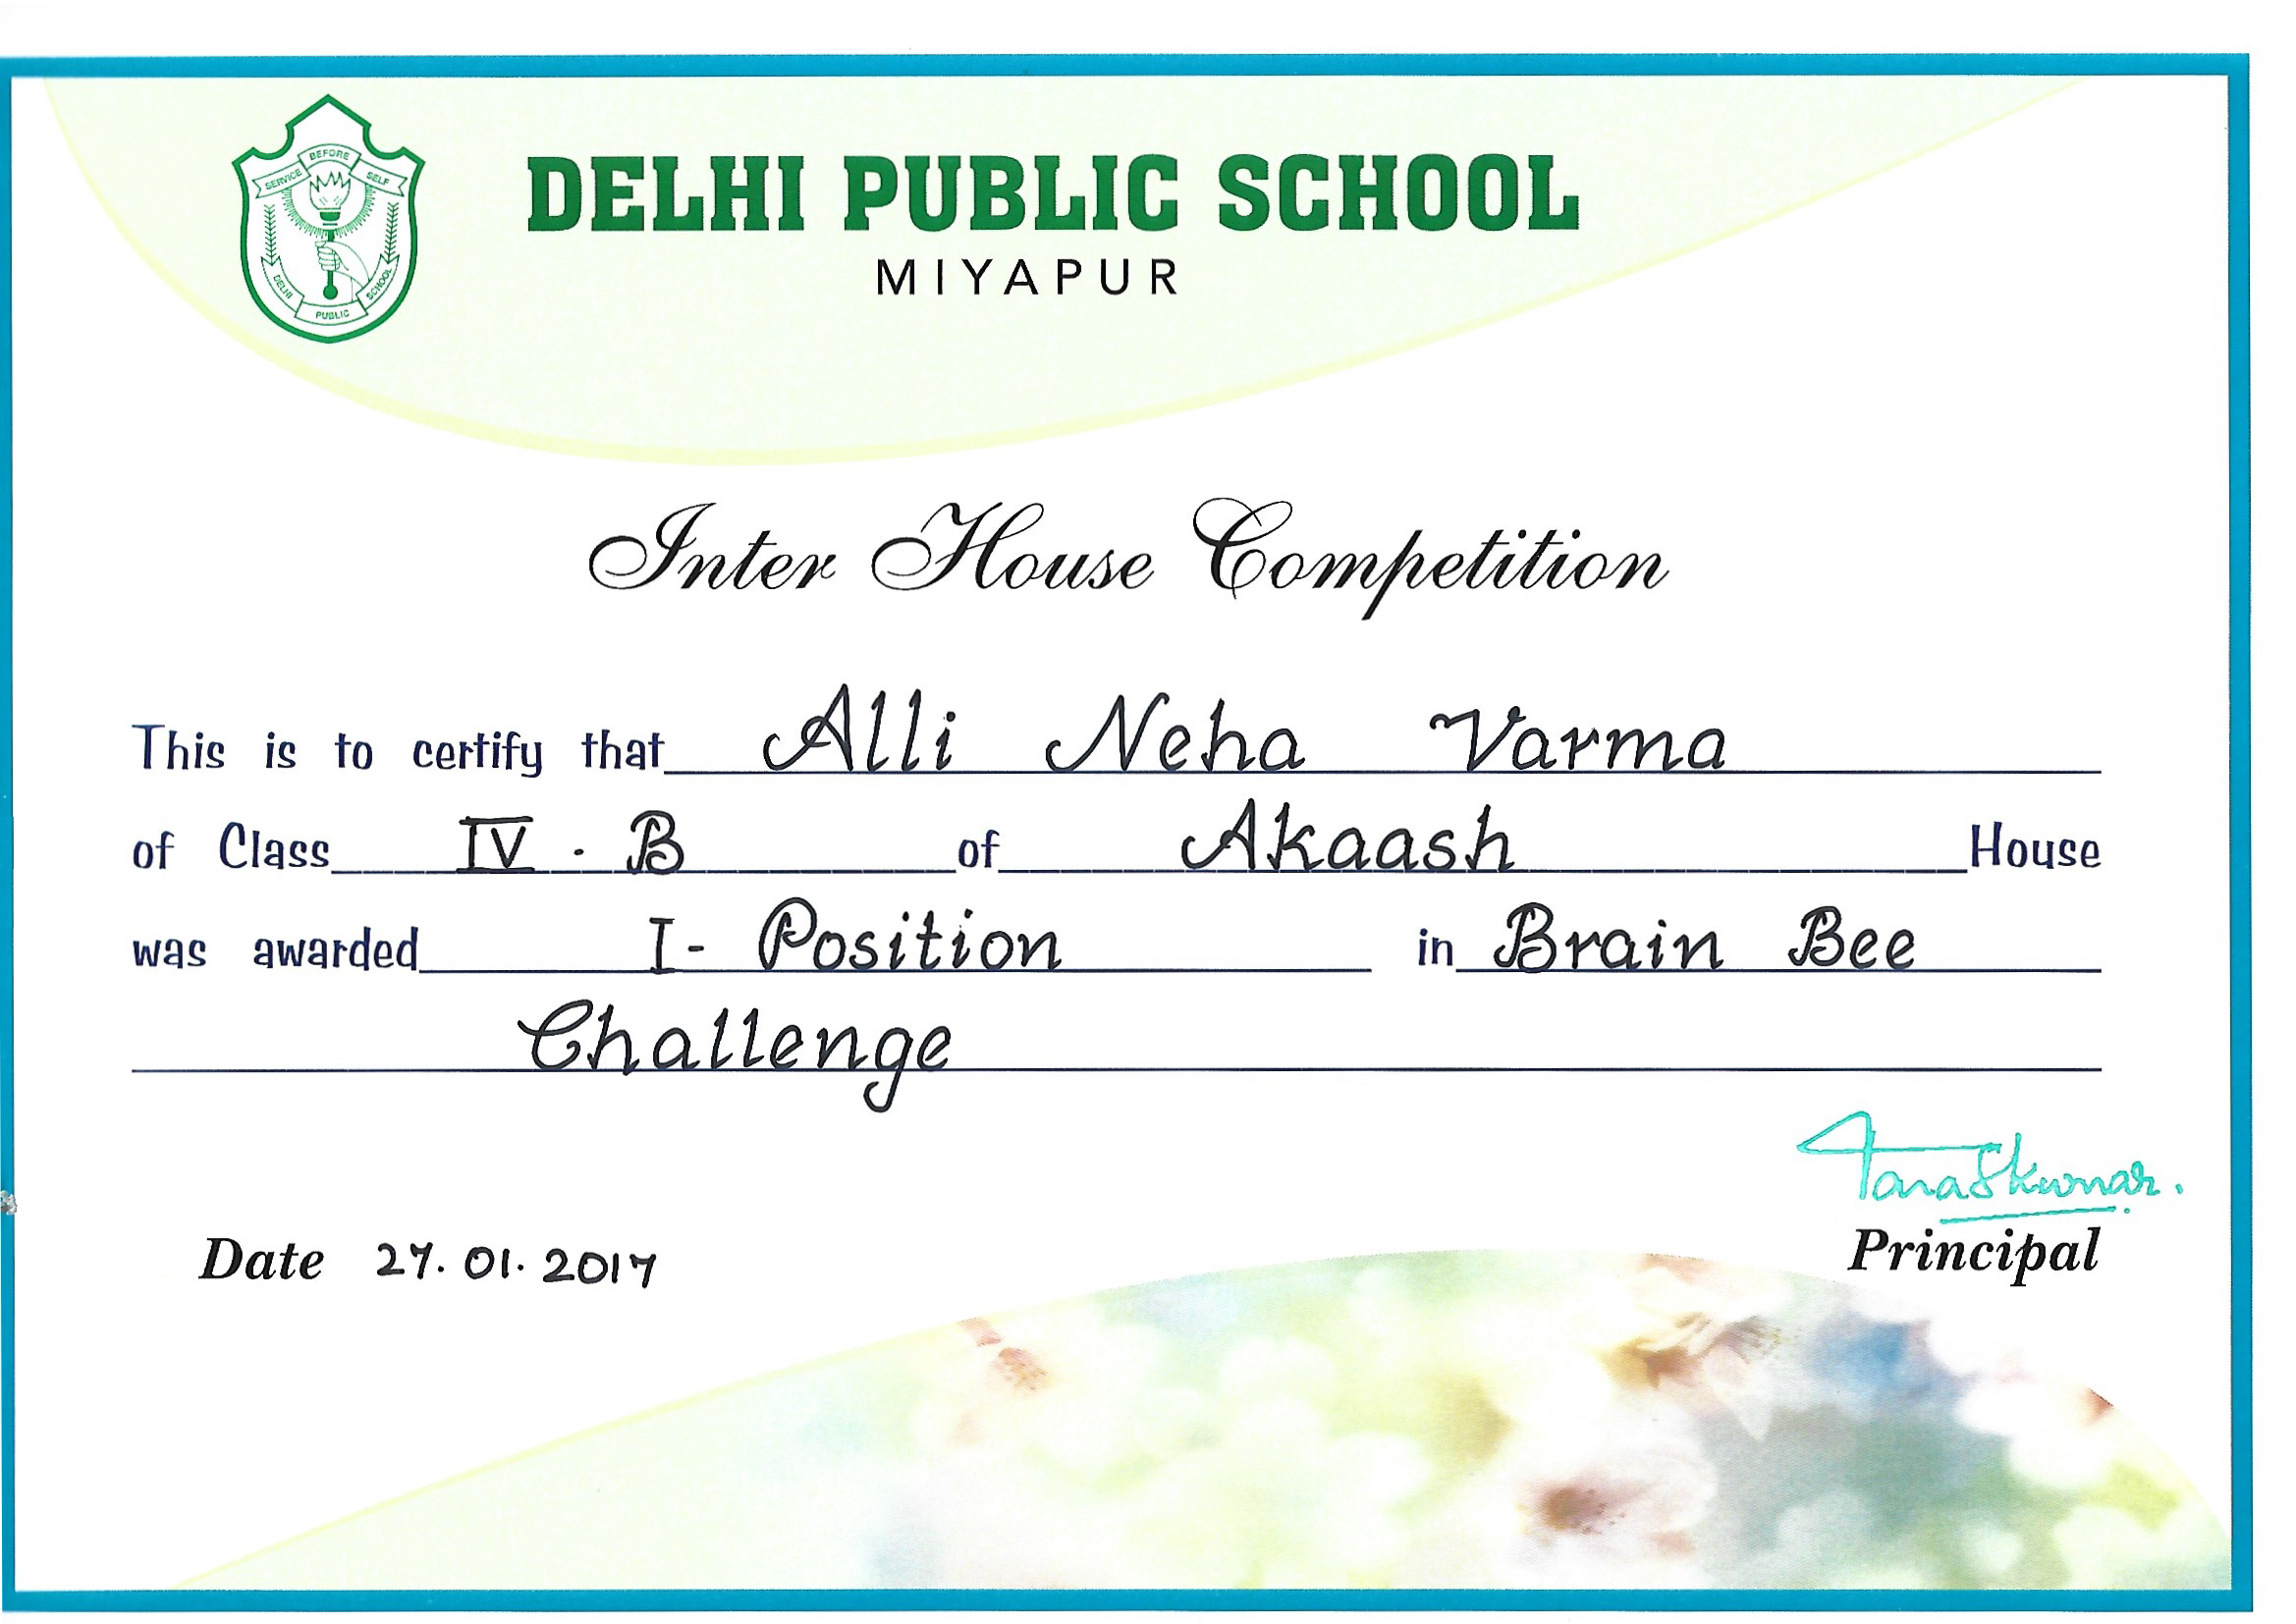 SERVICE BEFORE SELF
DELHI PUBLIC SCHOOL
DELHI PUBLIC SCHOOL
MIYAPUR
Inter House Competition
This is to certify that Alli Neha Varma
of Class IV . B of Akaash House
was awarded I - Position in Brain Bee
Challenge
Date 27. 01. 2017
Principal